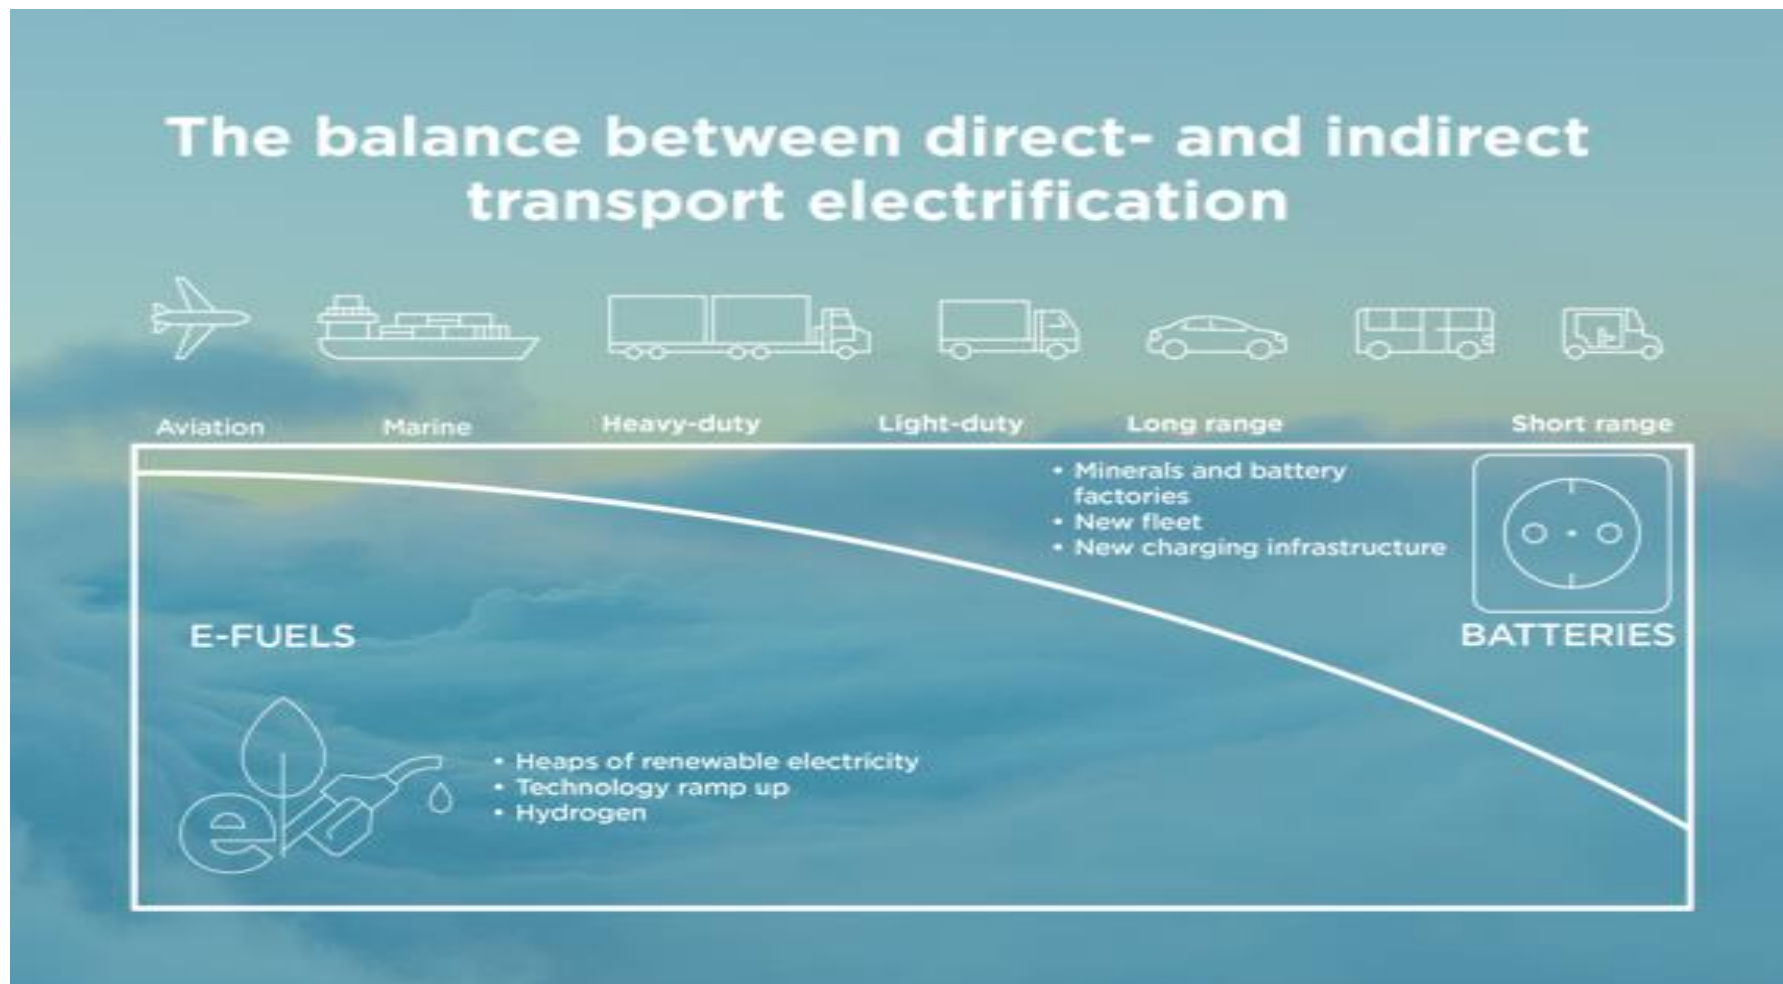 The balance between direct- and indirect
transport electrification
Aviation
Marine
Heavy-duty
Light-duty
Long range
Short range
• Minerals and battery
factories
• New fleet
• New charging infrastructure
BATTERIES
E-FUELS
e
• Heaps of renewable electricity
• Technology ramp up
• Hydrogen